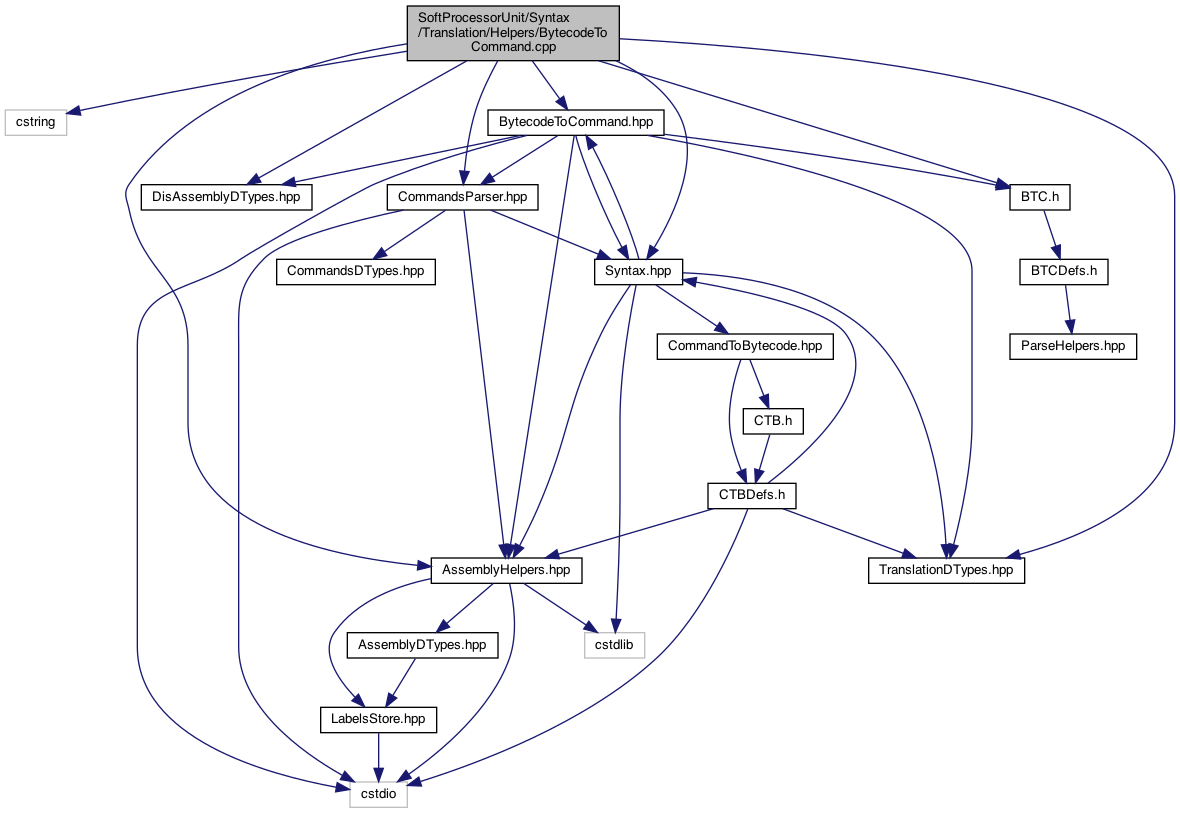 SoftProcessorUnit/Syntax
/Translation/Helpers/BytecodeTo
Command.cpp
cstring
BytecodeToCommand.hpp
DisAssemblyDTypes.hpp
CommandsParser.hpp
BTC.h
CommandsDTypes.hpp
Syntax.hpp
BTCDefs.h
CommandToBytecode.hpp
ParseHelpers.hpp
CTB.h
CTBDefs.h
AssemblyHelpers.hpp
TranslationDTypes.hpp
AssemblyDTypes.hpp
cstdlib
LabelsStore.hpp
cstdio